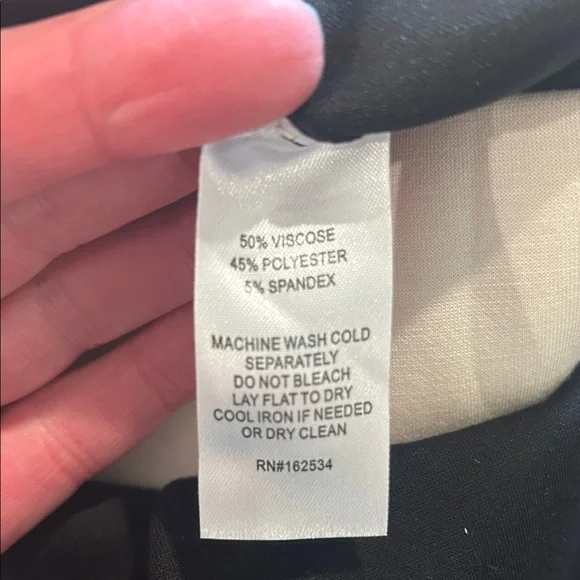 50% VISCOSE
45% POLYESTER
5% SPANDEX
MACHINE WASH COLD
SEPARATELY
DO NOT BLEACH
LAY FLAT TO DRY
COOL IRON IF NEEDED
OR DRY CLEAN
RN#162534